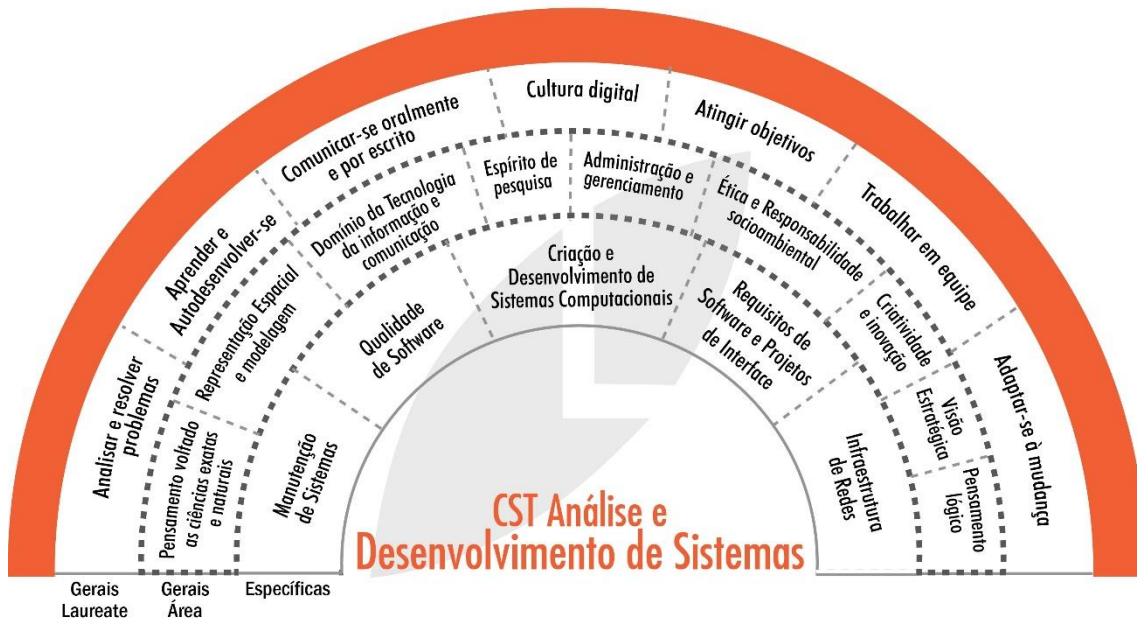 Analisar e resolver
problemas
Aprender e
Autodesenvolver-se
Comunicar-se oralmente
e por escrito
Cultura digital
Atingir objetivos
Trabalhar em equipe
Adaptar-se à mudança
Pensamento voltado
as ciências exatas
e naturais
Representação Espacial
e modelagem
Domínio da Tecnologia
da informação e
comunicação
Espírito de
pesquisa
Administração e
gerenciamento
Ética e Responsabilidade
socioambiental
Criatividade
e inovação
Visão
Estratégica
Pensamento
lógico
Manutenção
de Sistemas
Qualidade
de Software
Criação e
Desenvolvimento de
Sistemas Computacionais
Requisitos de
Software e Projetos
de Interface
Infraestrutura
de Redes
CST Análise e
Desenvolvimento de Sistemas
Gerais
Laureate
Gerais
Área
Específicas